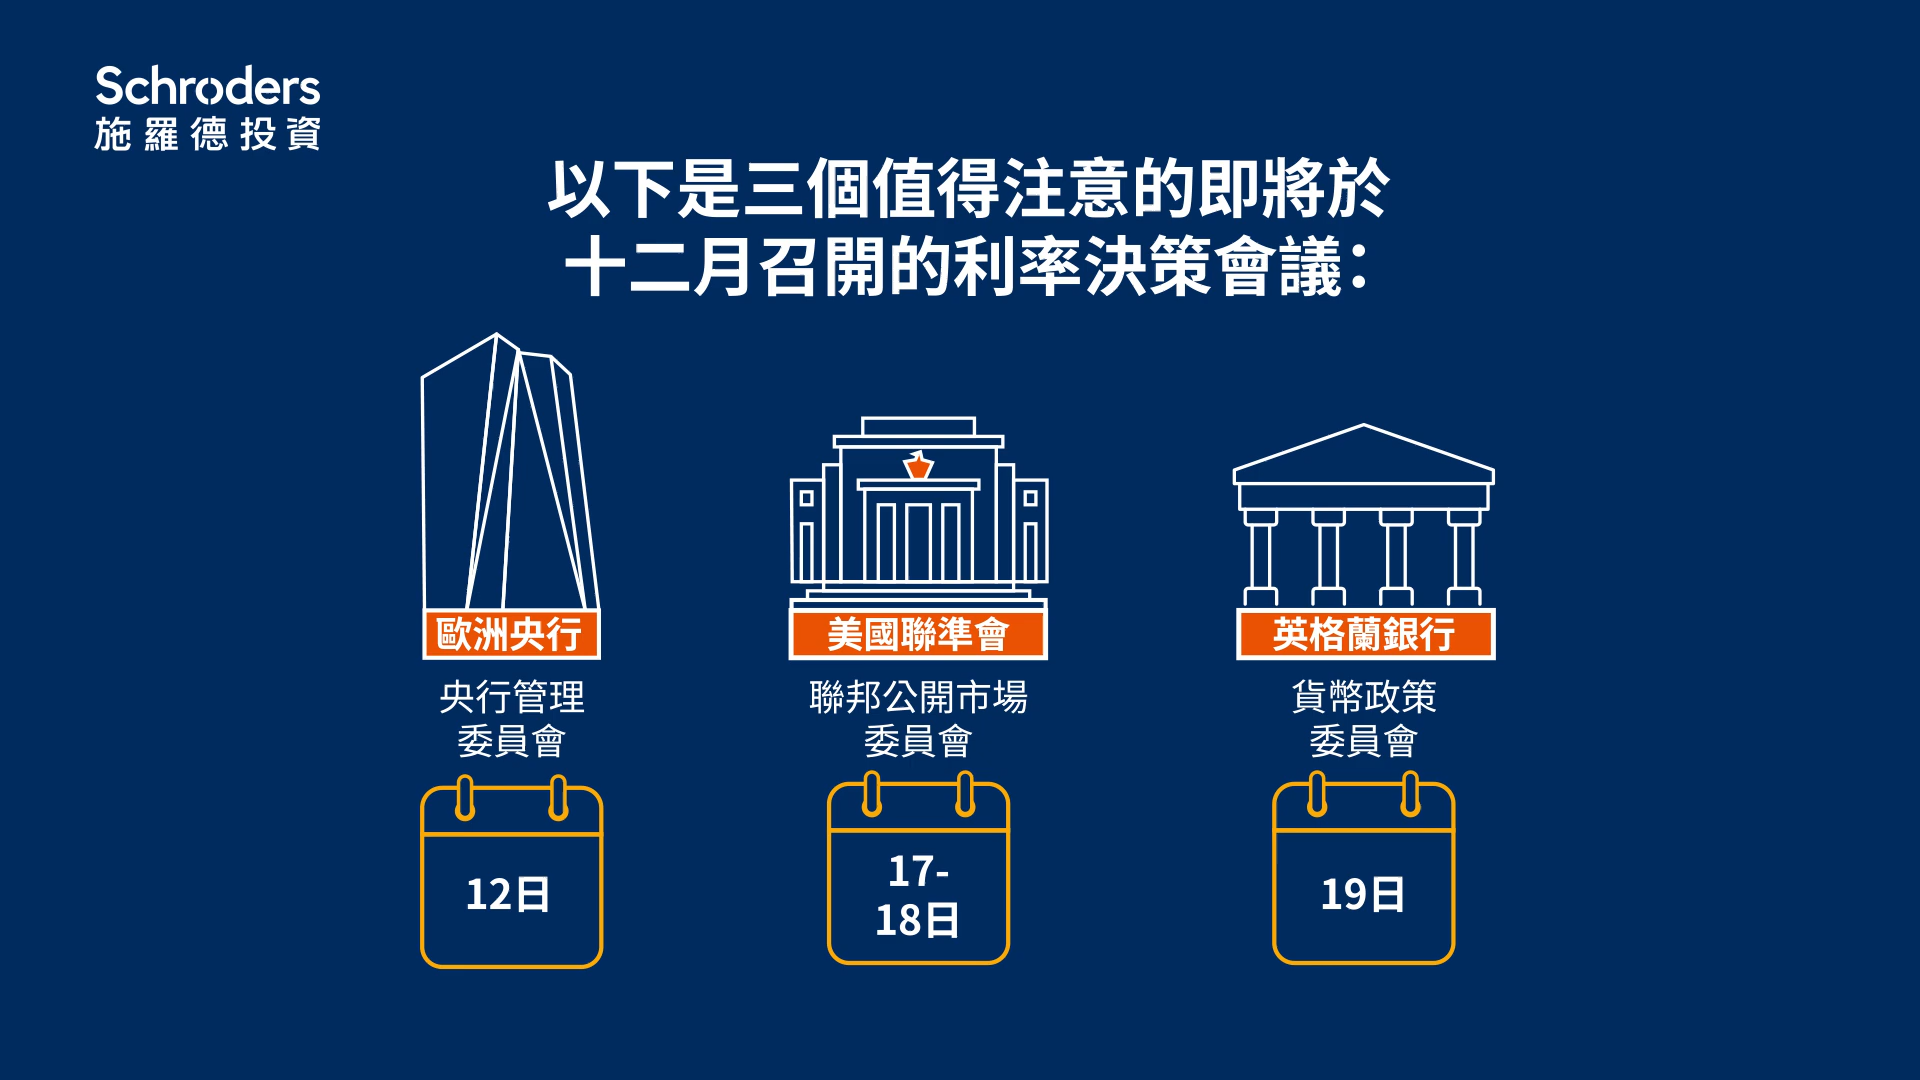 Schroders
施羅德投資
以下是三個值得注意的即將於
十二月召開的利率決策會議：
歐洲央行
美國聯準會
英格蘭銀行
央行管理
委員會
聯邦公開市場
委員會
貨幣政策
委員會
12日
17-
18日
19日